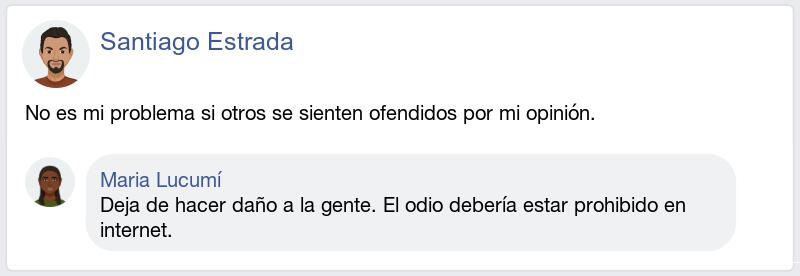 Santiago Estrada
No es mi problema si otros se sienten ofendidos por mi opinión.
Maria Lucumí
Deja de hacer daño a la gente. El odio debería estar prohibido en
internet.